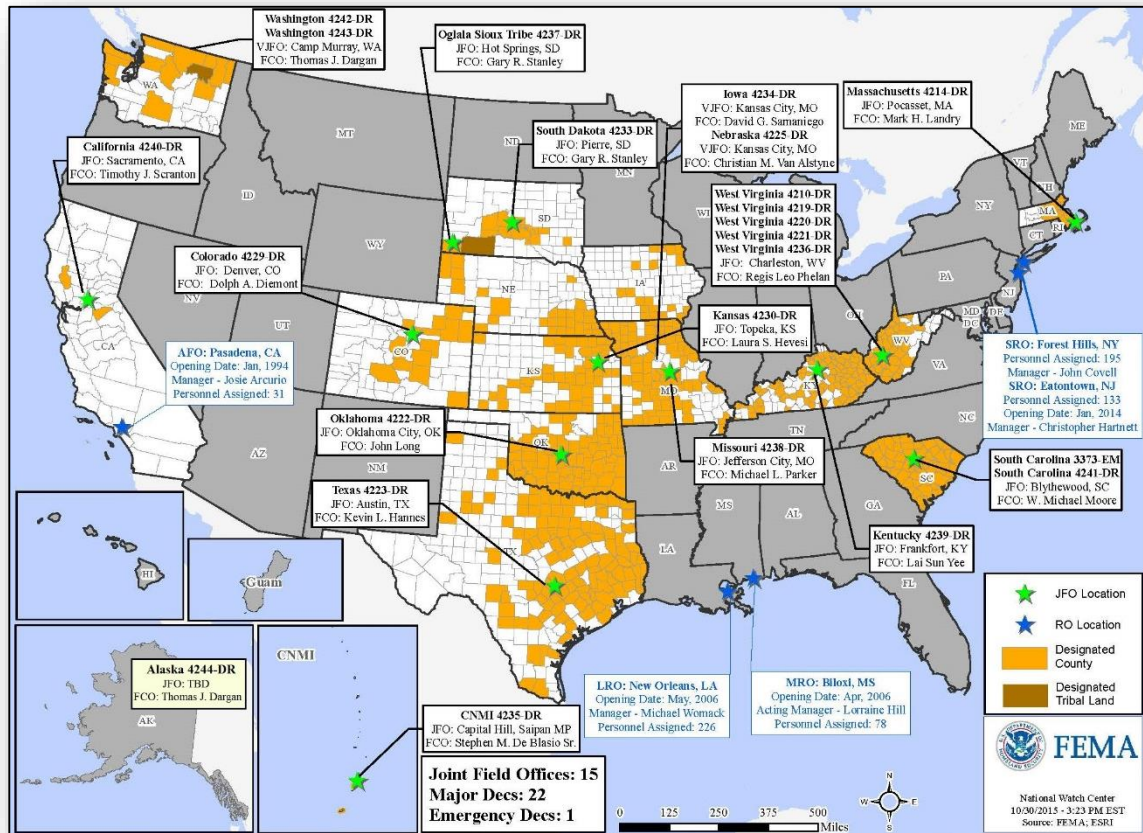 Washington 4242-DR
Washington 4243-DR
VJFO: Camp Murray, WA
FCO: Thomas J. Dargan
Oglala Sioux Tribe 4237-DR
JFO: Hot Springs, SD
FCO: Gary R. Stanley
Iowa 4234-DR
VJFO: Kansas City, MO
FCO: David G. Samaniego
Nebraska 4225-DR
VJFO: Kansas City, MO
FCO: Christian M. Van Alstyne
Massachusetts 4214-DR
JFO: Pocasset, MA
FCO: Mark H. Landry
South Dakota 4233-DR
JFO: Pierre, SD
FCO: Gary R. Stanley
California 4240-DR
JFO: Sacramento, CA
FCO: Timothy J. Scranton
West Virginia 4210-DR
West Virginia 4219-DR
West Virginia 4220-DR
West Virginia 4221-DR
West Virginia 4236-DR
JFO: Charleston, WV
FCO: Regis Leo Phelan
Colorado 4229-DR
JFO: Denver, CO
FCO: Dolph A. Diemont
Kansas 4230-DR
JFO: Topeka, KS
FCO: Laura S. Hevesi
AFO: Pasadena, CA
Opening Date: Jan, 1994
Manager - Josie Arcurio
Personnel Assigned: 31
SRO: Forest Hills, NY
Personnel Assigned: 195
Manager - John Covell
SRO: Eatontown, NJ
Personnel Assigned: 133
Opening Date: Jan, 2014
Manager - Christopher Hartnett
Oklahoma 4222-DR
JFO: Oklahoma City, OK
FCO: John Long
Missouri 4238-DR
JFO: Jefferson City, MO
FCO: Michael L. Parker
South Carolina 3373-EM
South Carolina 4241-DR
JFO: Blythewood, SC
FCO: W. Michael Moore
Texas 4223-DR
JFO: Austin, TX
FCO: Kevin L. Hannes
Kentucky 4239-DR
JFO: Frankfort, KY
FCO: Lai Sun Yee
WA
MT
ND
MN
ME
VT
NH
MA
RI
CT
NY
ID
SD
WI
WY
NE
IA
PA
NJ
MD
DE
DC
OH
NV
UT
CO
CA
KS
MO
KY
WV
VA
NC
TN
AZ
NM
OK
AR
SC
MS
AL
GA
TX
LA
FL
HI
Guam
AK
CNMI
Alaska 4244-DR
JFO: TBD
FCO: Thomas J. Dargan
CNMI 4235-DR
JFO: Capital Hill, Saipan MP
FCO: Stephen M. De Blasio Sr.
LRO: New Orleans, LA
Opening Date: May, 2006
Manager - Michael Womack
Personnel Assigned: 226
MRO: Biloxi, MS
Opening Date: Apr, 2006
Acting Manager - Lorraine Hill
Personnel Assigned: 78
Joint Field Offices: 15
Major Decs: 22
Emergency Decs: 1
N
W
E
S
0 125 250 500
Miles
JFO Location
RO Location
Designated
County
Designated
Tribal Land
FEMA
National Watch Center
10/30/2015 - 3:23 PM EST
Source: FEMA; ESRI